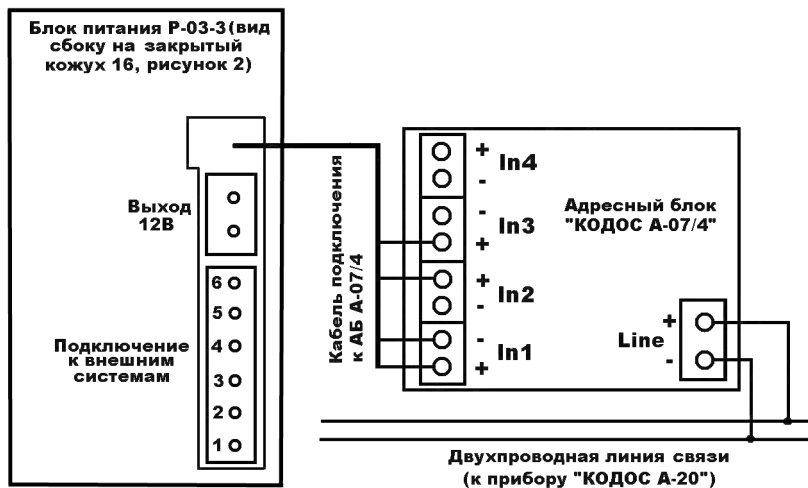 Блок питания Р-03-3(вид
сбоку на закрытый
кожух 16, рисунок 2)
Выход
12В
6
5
Подключение
к внешним
системам
4
3
2
1
Кабель подключения
к АБ А-07/4
+
-
In4
-
+
In3
+
-
In2
-
+
In1
Адресный блок
"КОДОС А-07/4"
+
Line
-
Двухпроводная линия связи
(к прибору "КОДОС А-20")